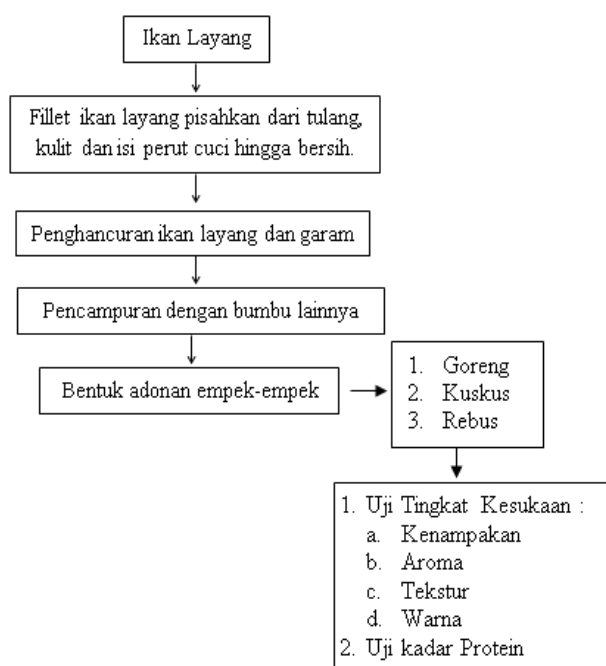 Ikan Layang
Fillet ikan layang pisahkan dari tulang,
kulit dan isi perut cuci hingga bersih.
Penghancuran ikan layang dan garam
Pencampuran dengan bumbu lainnya
Bentuk adonan empek-empek
1. Goreng
2. Kuskus
3. Rebus
1. Uji Tingkat Kesukaan :
a. Kenampakan
b. Aroma
c. Tekstur
d. Warna
2. Uji kadar Protein